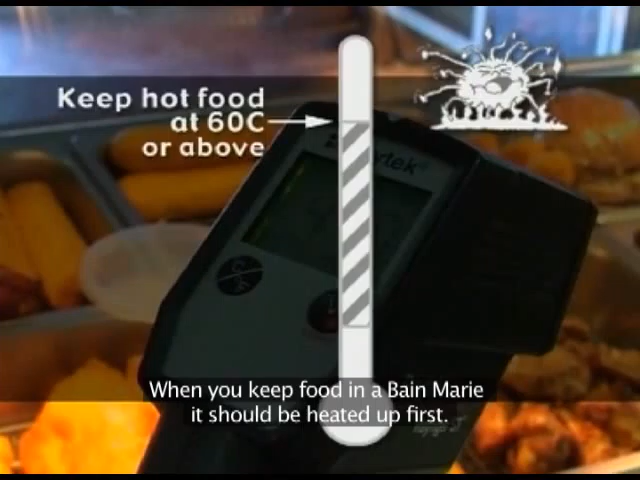 Keep hot food
at 60C
or above
When you keep food in a Bain Marie
it should be heated up first.